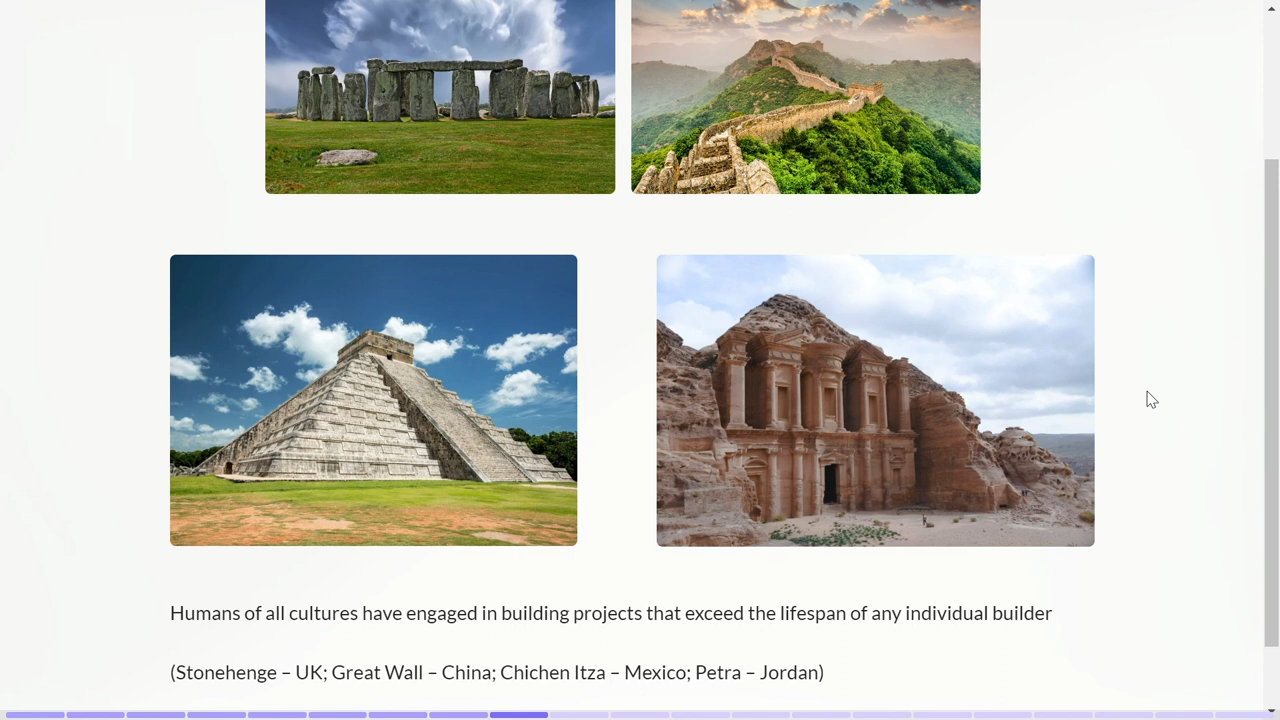 Humans of all cultures have engaged in building projects that exceed the lifespan of any individual builder
(Stonehenge – UK; Great Wall – China; Chichen Itza – Mexico; Petra – Jordan)